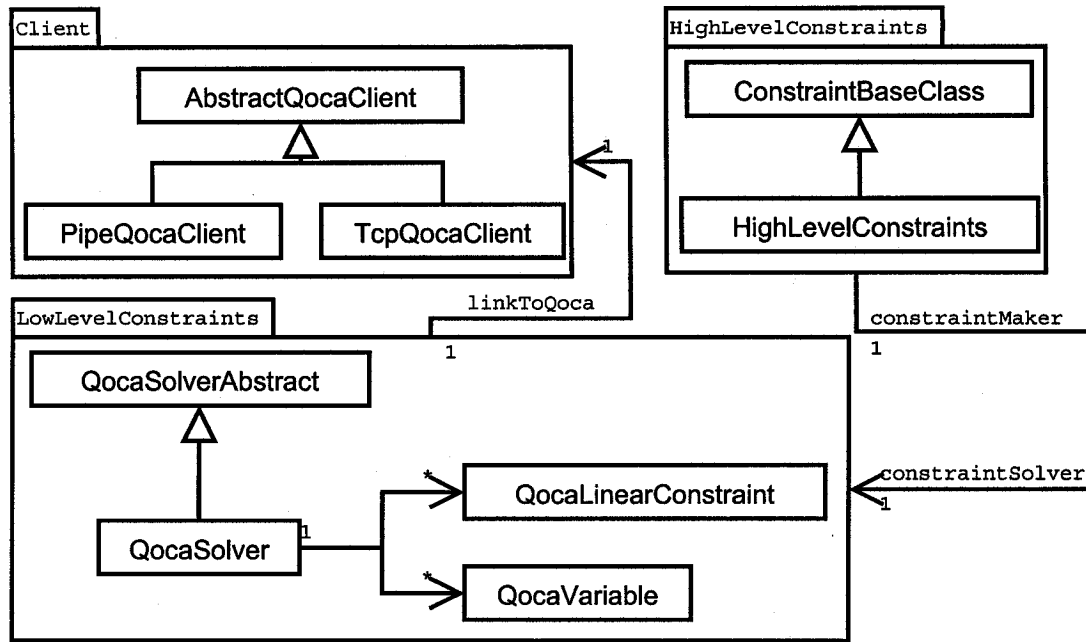 Client
AbstractQocaClient
PipeQocaClient
TcpQocaClient
1
HighLevelConstraints
ConstraintBaseClass
HighLevelConstraints
linkToQoca
1
constraintMaker
1
LowLevelConstraints
QocaSolverAbstract
QocaSolver
1
*
QocaLinearConstraint
*
QocaVariable
constraintSolver
1